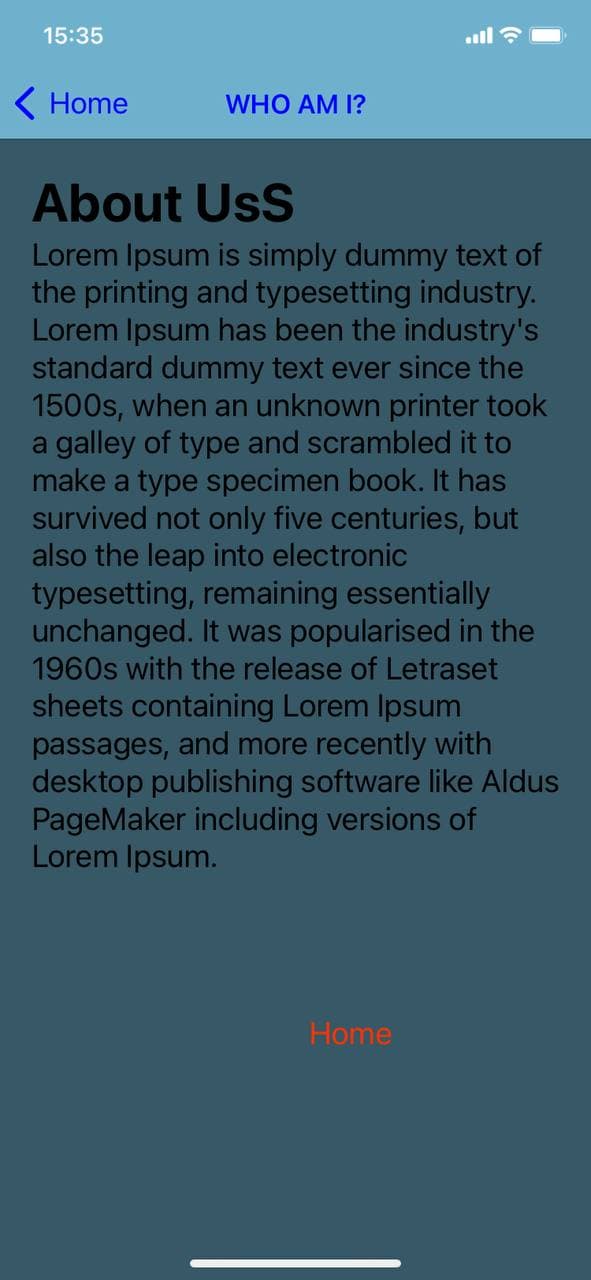 15:35
Home
WHO AM I?
About UsS
Lorem Ipsum is simply dummy text of
the printing and typesetting industry.
Lorem Ipsum has been the industry's
standard dummy text ever since the
1500s, when an unknown printer took
a galley of type and scrambled it to
make a type specimen book. It has
survived not only five centuries, but
also the leap into electronic
typesetting, remaining essentially
unchanged. It was popularised in the
1960s with the release of Letraset
sheets containing Lorem Ipsum
passages, and more recently with
desktop publishing software like Aldus
PageMaker including versions of
Lorem Ipsum.
Home